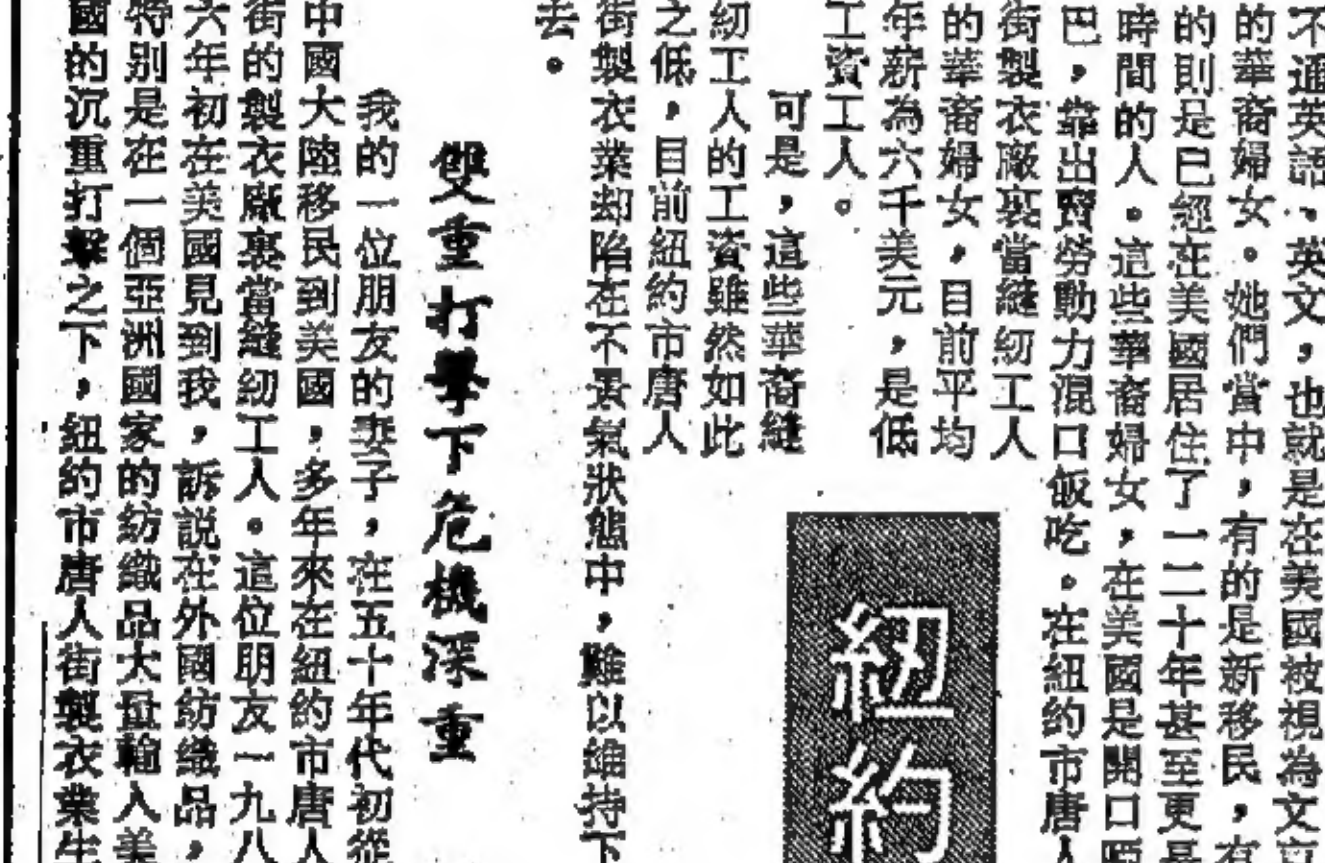 不通英語、英文，也就是在美國被視為文盲
的華裔婦女。她們當中，有的是新移民，有
的則是已經在美國居住了一二十年甚至更長
時間的人。這些華裔婦女，在美國是開口啞
巴，靠出賣勞動力混口飯吃。在紐約市唐人
街製衣廠裏當縫紉工人
的華裔婦女，目前平均
年薪為六千美元，是低
工資工人。
可是，這些華裔縫
紉工人的工資雖然如此
之低，目前紐約市唐人
街製衣業却陷在不景氣狀態中，難以維持下
去。
紐約
雙重打擊下危機深重
我的一位朋友的妻子，在五十年代初從
中國大陸移民到美國，多年來在紐約市唐人
街的製衣廠裏當縫紉工人。這位朋友一九八
六年初在美國見到我，訴説在外國紡織品，
特别是在一個亞洲國家的紡織品大量輸入美
國的沉重打擊之下，紐約市唐人街製衣業生